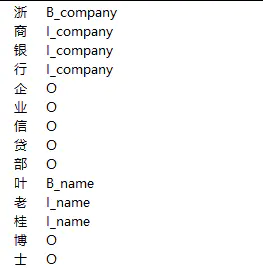 浙 B_company
商 I_company
银 I_company
行 I_company
企 O
业 O
信 O
贷 O
部 O
叶 B_name
老 I_name
桂 I_name
博 O
士 O